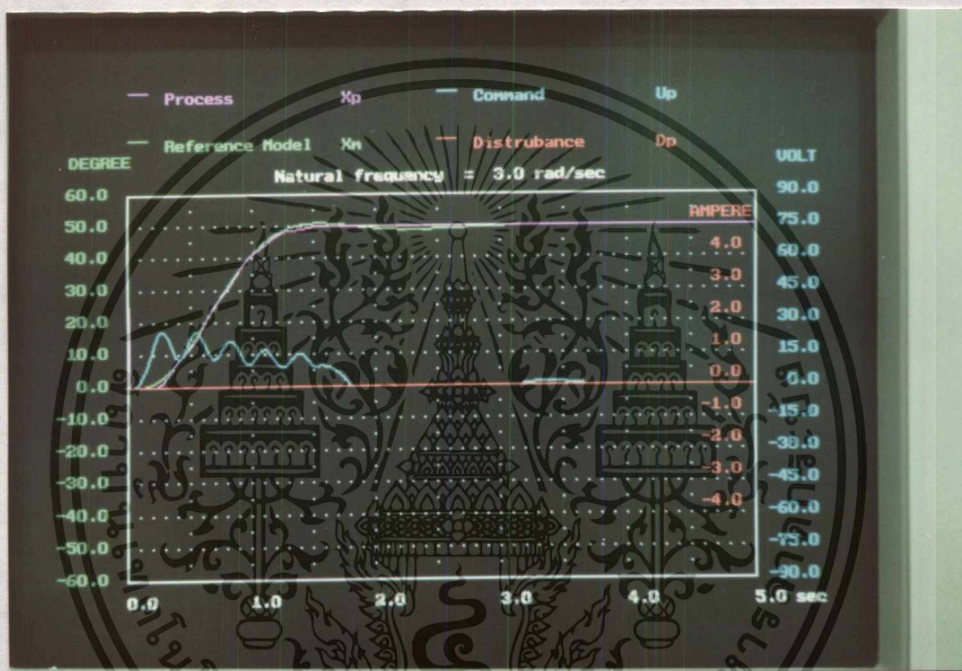 Process Xp Command Up
Reference Model Xm Distrubance Dp
DEGREE VOLT
Natural frequency = 3.0 rad/sec
60.0 90.0
AMPERE
50.0 75.0
4.0
40.0 60.0
3.0
30.0 45.0
2.0
20.0 30.0
1.0
10.0 15.0
0.0 0.0 0.0
-1.0
-10.0 -15.0
-2.0
-20.0 -30.0
-3.0
-30.0 -45.0
-4.0
-40.0 -60.0
-50.0 -75.0
-60.0 -90.0
0.0 1.0 2.0 3.0 4.0 5.0 sec